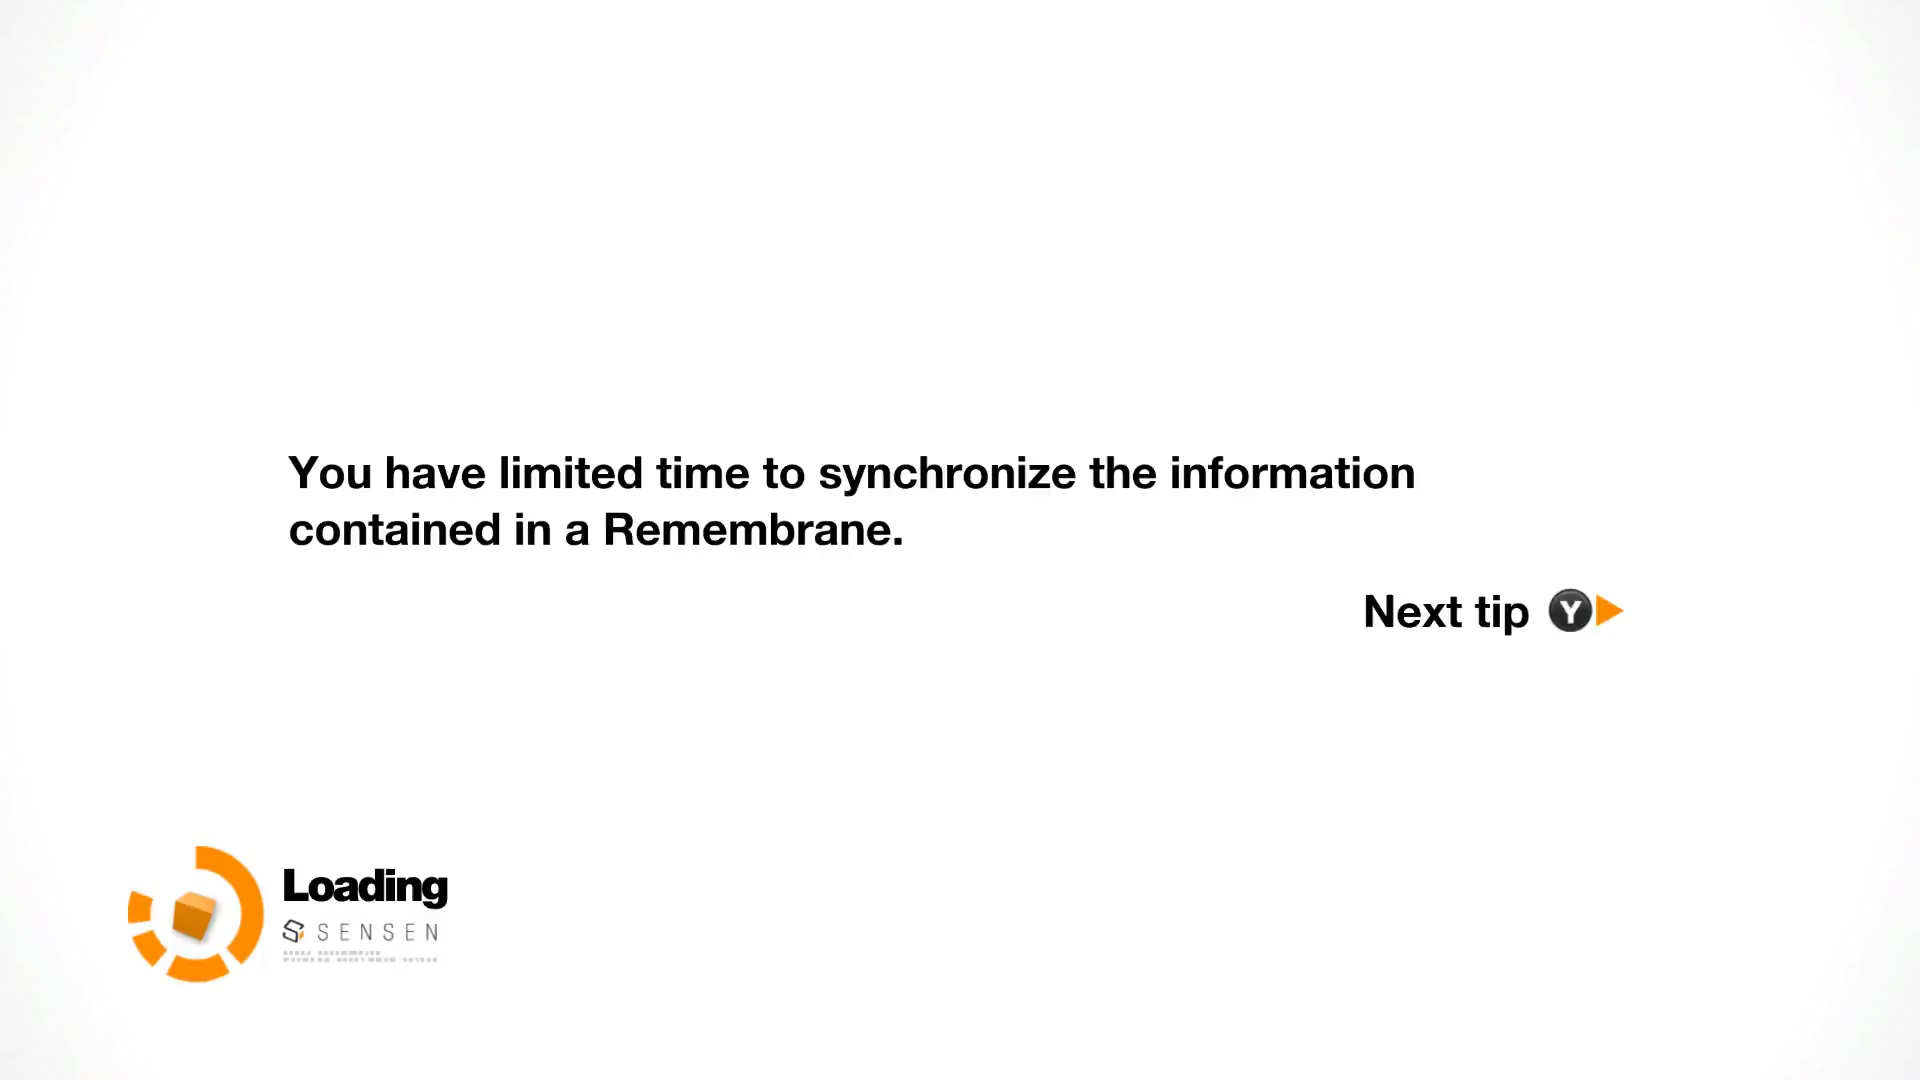 You have limited time to synchronize the information
contained in a Remembrane.
Next tip Y
Loading
SENSEN